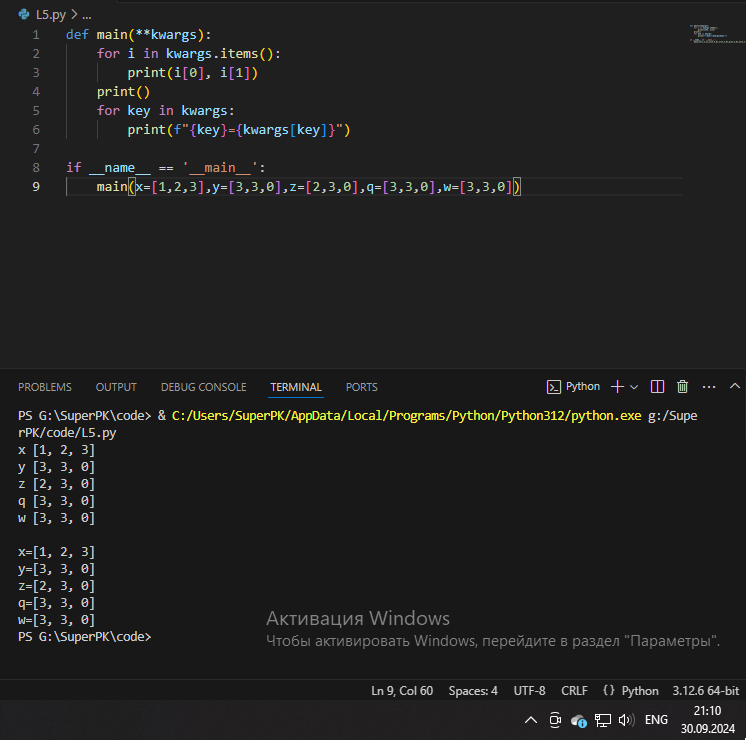 L5.py > ...
1 def main(**kwargs):
2     for i in kwargs.items():
3         print(i[0], i[1])
4     print()
5     for key in kwargs:
6         print(f"{key}={kwargs[key]}")
7
8 if __name__ == '__main__':
9     main(x=[1,2,3],y=[3,3,0],z=[2,3,0],q=[3,3,0],w=[3,3,0])
PROBLEMS OUTPUT DEBUG CONSOLE TERMINAL PORTS Python
PS G:\SuperPK\code> & C:/Users/SuperPK/AppData/Local/Programs/Python/Python312/python.exe g:/Supe
rPK/code/L5.py
x [1, 2, 3]
y [3, 3, 0]
z [2, 3, 0]
q [3, 3, 0]
w [3, 3, 0]

x=[1, 2, 3]
y=[3, 3, 0]
z=[2, 3, 0]
q=[3, 3, 0]
w=[3, 3, 0]
PS G:\SuperPK\code>
Активация Windows
Чтобы активировать Windows, перейдите в раздел "Параметры".
Ln 9, Col 60 Spaces: 4 UTF-8 CRLF {} Python 3.12.6 64-bit
ENG 21:10
30.09.2024